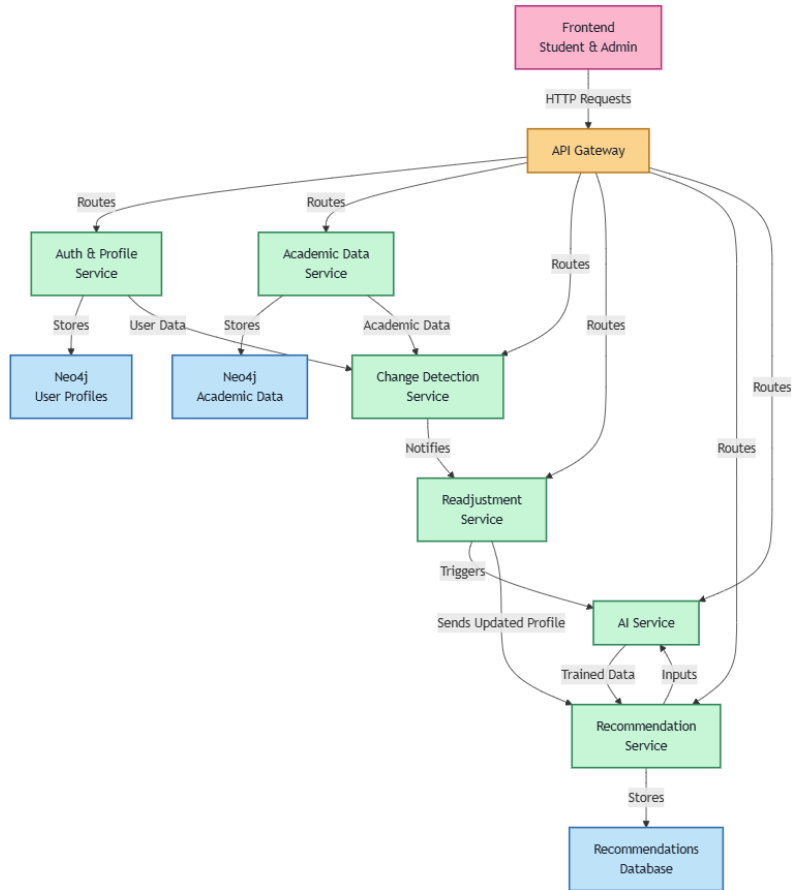 Frontend
Student & Admin
HTTP Requests
API Gateway
Routes
Routes
Auth & Profile
Service
Academic Data
Service
Routes
Routes
Stores
User Data
Stores
Academic Data
Neo4j
User Profiles
Neo4j
Academic Data
Change Detection
Service
Routes
Notifies
Routes
Readjustment
Service
Triggers
Sends Updated Profile
AI Service
Trained Data
Inputs
Recommendation
Service
Stores
Recommendations
Database